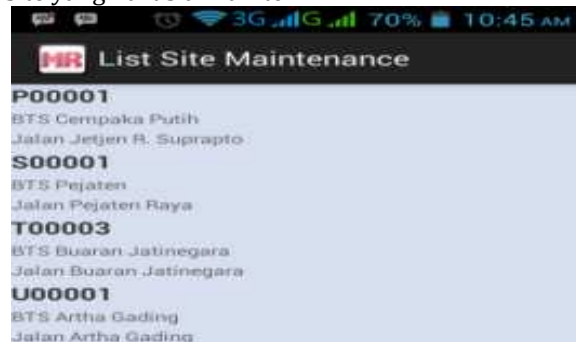 3G G 70% 10:45 AM
MR List Site Maintenance
P00001
BTS Cempaka Putih
Jalan Jetjen R. Suprapto
S00001
BTS Pejaten
Jalan Pejaten Raya
T00003
BTS Buaran Jatinegara
Jalan Buaran Jatinegara
U00001
BTS Artha Gading
Jalan Artha Gading